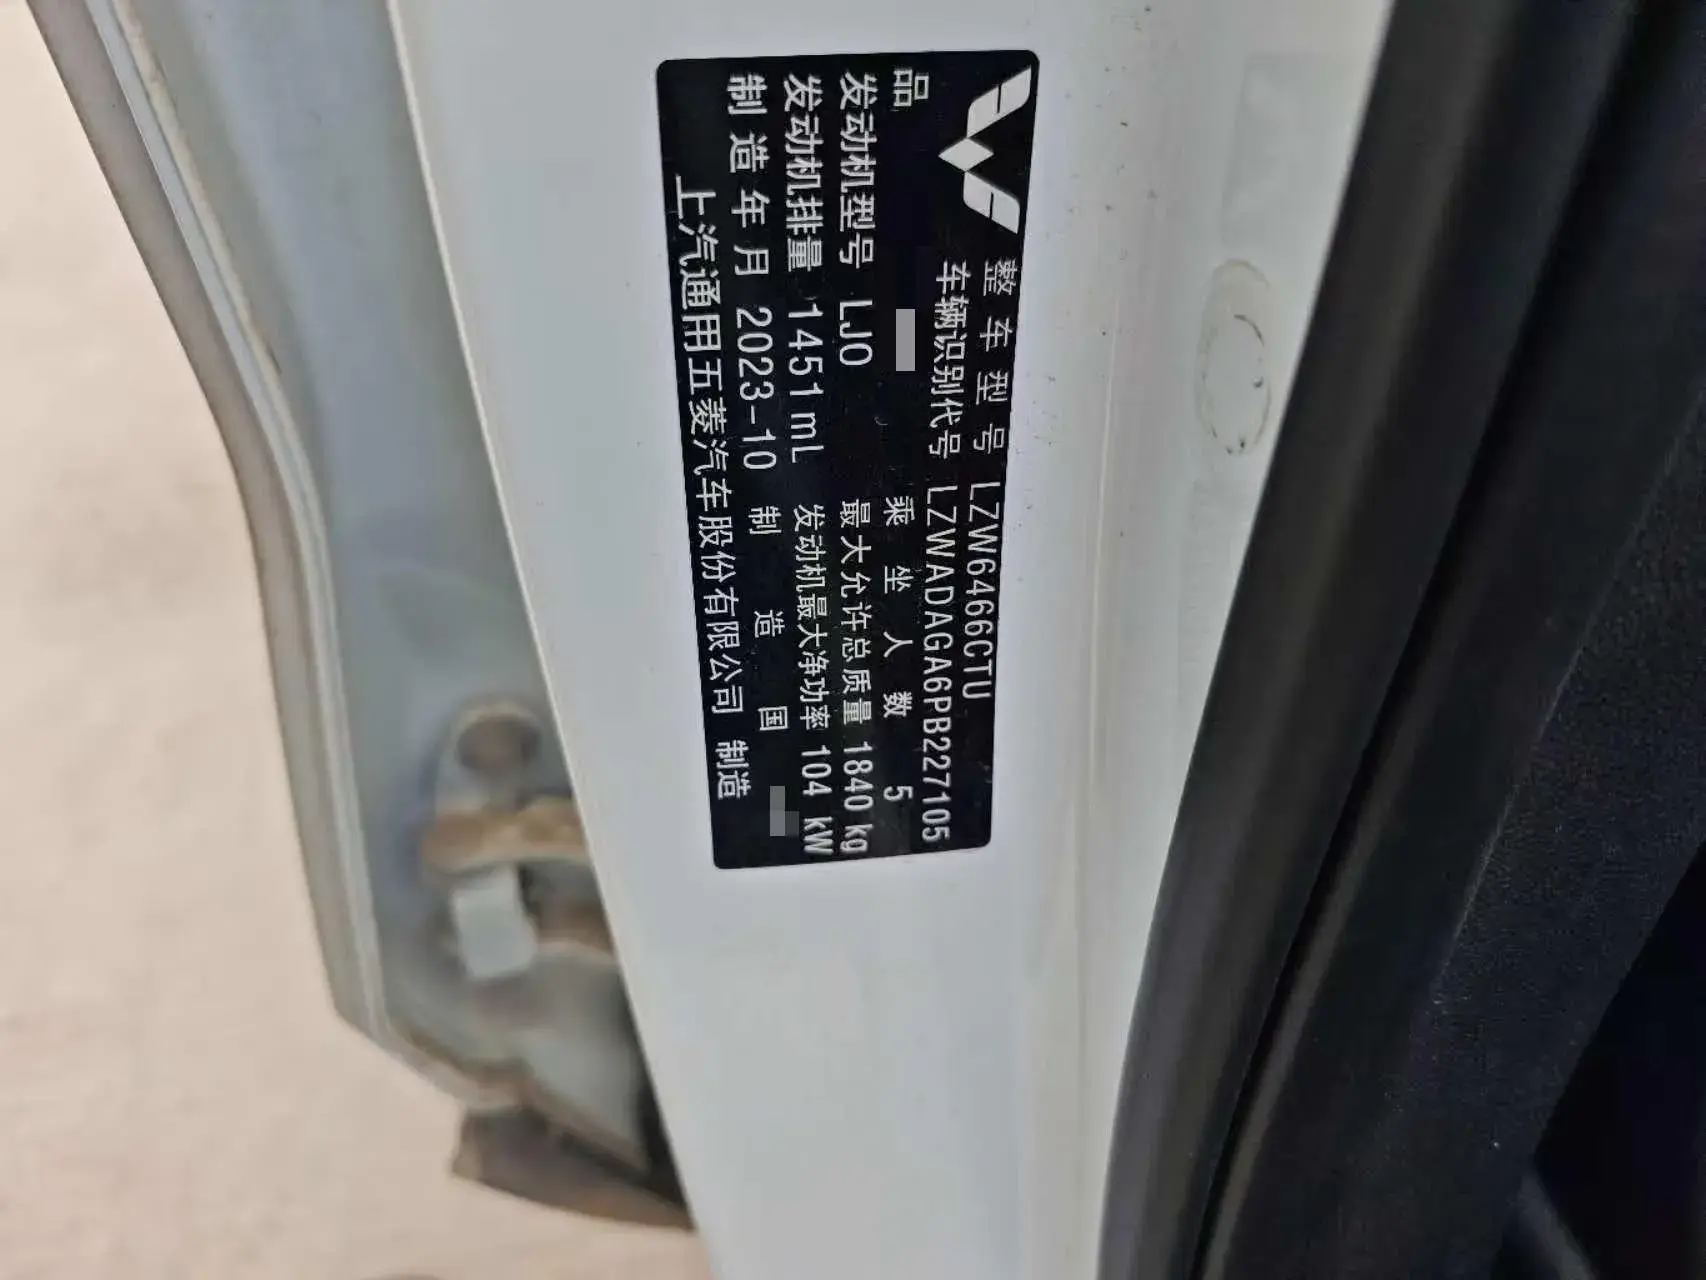 整车型号 LZW6466CTU
车辆识别代号 LZWADAGA6PB227105
品 乘坐人数 5
发动机型号 LJO 最大允许总质量 1840 kg
发动机排量 1451 mL 发动机最大净功率 104 kW
制造年月 2023-10 制造国
上汽通用五菱汽车股份有限公司 制造